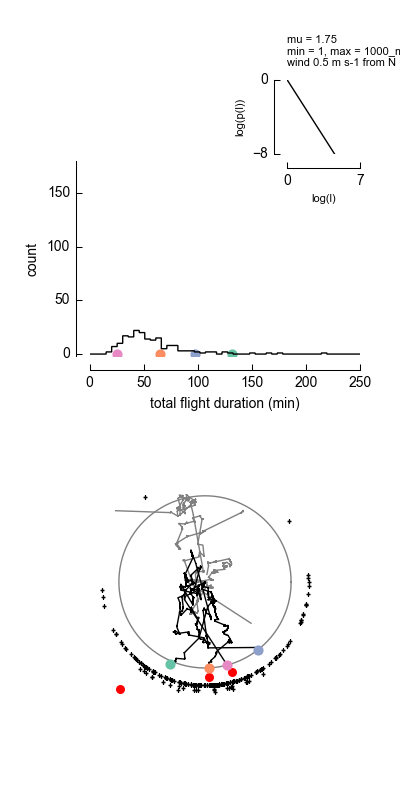 mu = 1.75
min = 1, max = 1000_m
wind 0.5 m s-1 from N
0
−8
log(p(l))
0
7
log(l)
150
100
50
0
count
0
50
100
150
200
250
total flight duration (min)